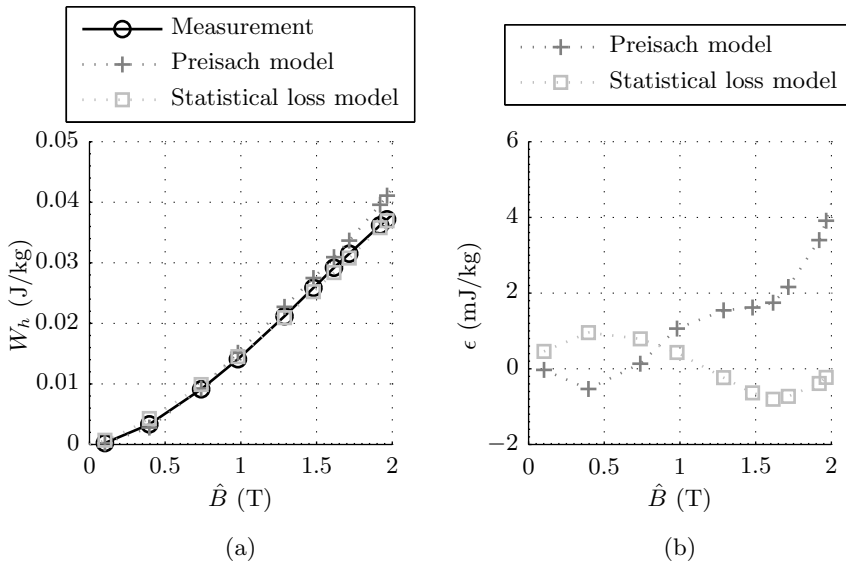 Measurement
Preisach model
Statistical loss model
0.05
0.04
0.03
0.02
0.01
0
W_h (J/kg)
0 0.5 1 1.5 2
B̂ (T)
(a)
Preisach model
Statistical loss model
6
4
2
0
−2
ϵ (mJ/kg)
0 0.5 1 1.5 2
B̂ (T)
(b)